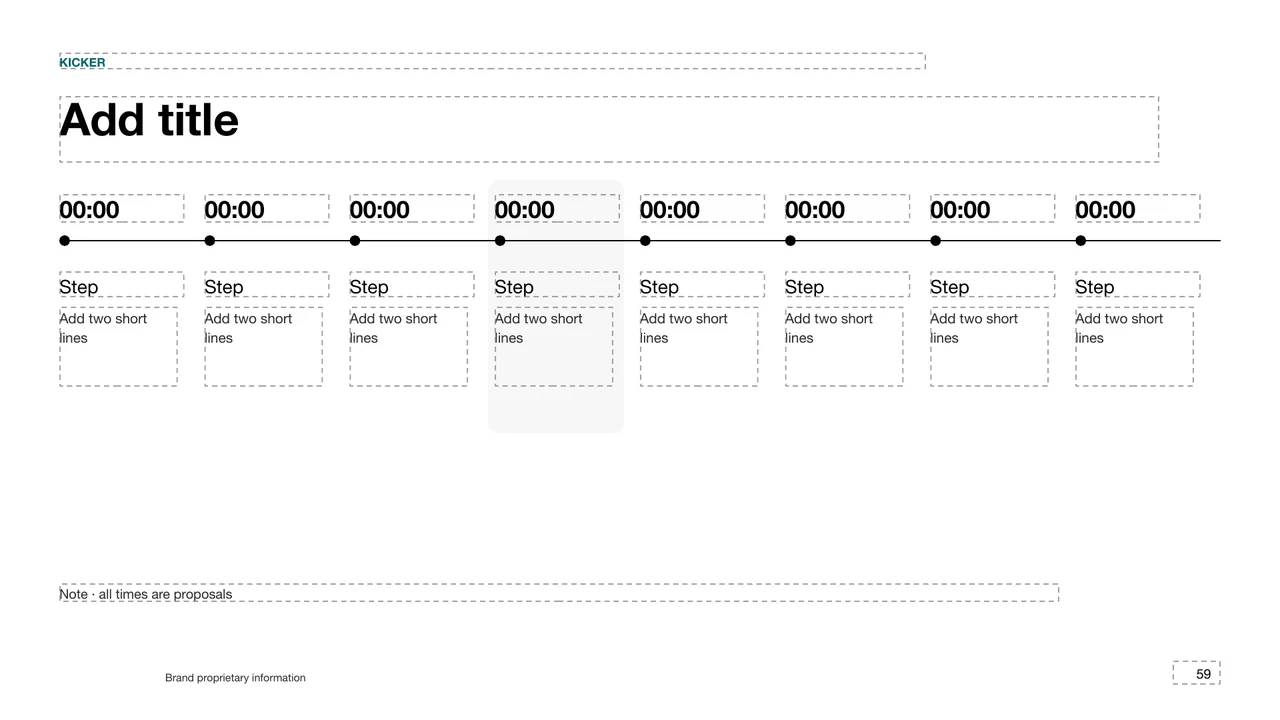 KICKER
Add title
00:00 00:00 00:00 00:00 00:00 00:00 00:00 00:00
Step Step Step Step Step Step Step Step
Add two short Add two short Add two short Add two short Add two short Add two short Add two short Add two short
lines lines lines lines lines lines lines lines
Note · all times are proposals
Brand proprietary information
59